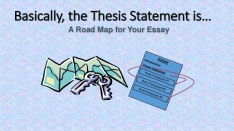 Basically, the Thesis Statement is...
A Road Map for Your Essay
ESSAY